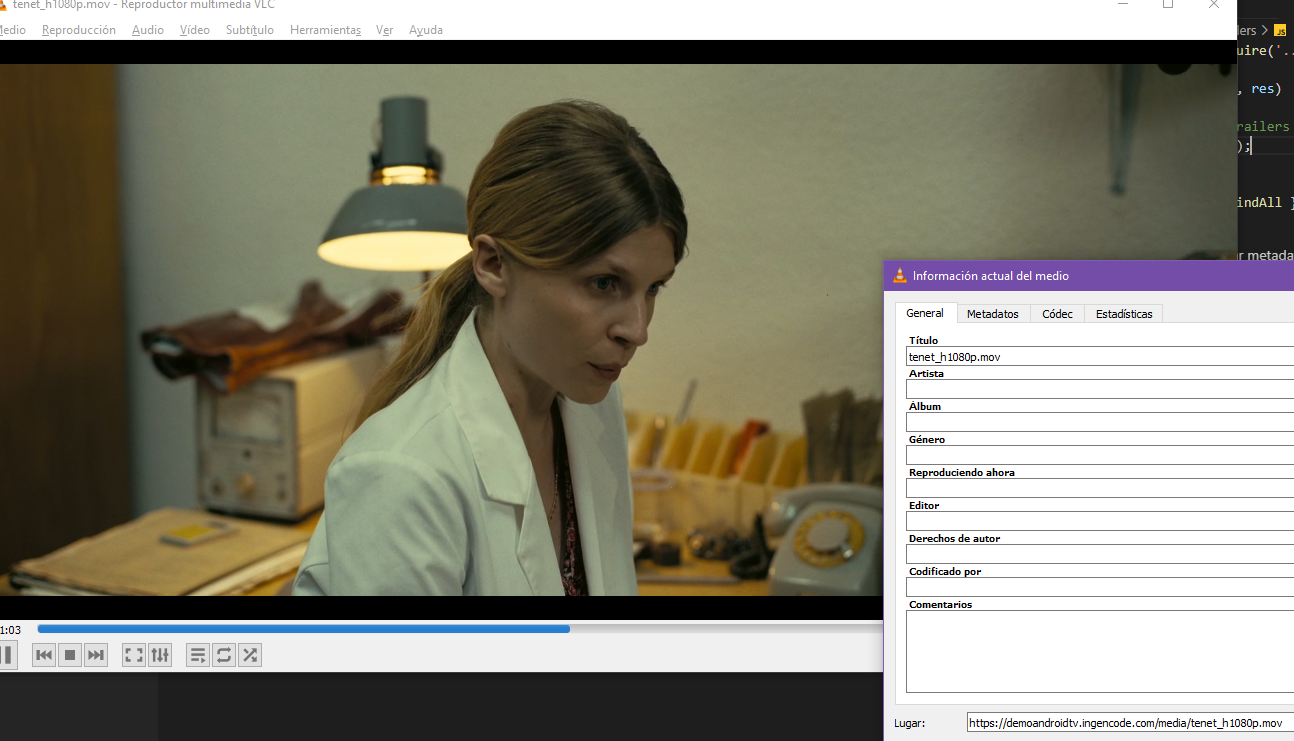 tenet_h1080p.mov - Reproductor multimedia VLC
Medio Reproducción Audio Vídeo Subtítulo Herramientas Ver Ayuda
lers > JS
uire('..
, res)
railers
);
indAll }
r metada
Información actual del medio
General Metadatos Códec Estadísticas
Título
tenet_h1080p.mov
Artista
Álbum
Género
Reproduciendo ahora
Editor
Derechos de autor
Codificado por
Comentarios
1:03
Lugar: https://demoandroidtv.ingencode.com/media/tenet_h1080p.mov